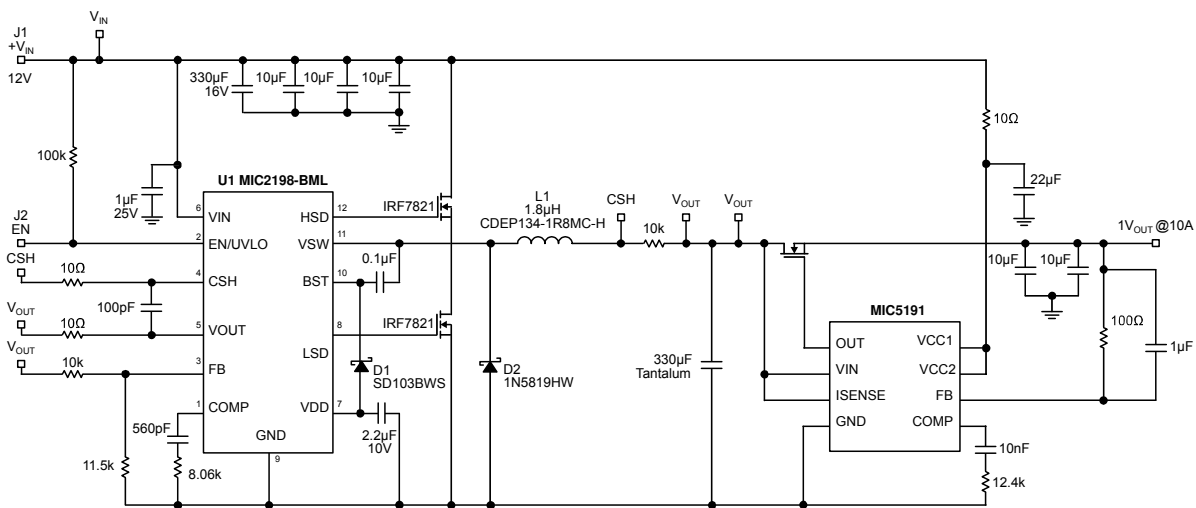 J1
+VIN
12V
VIN
330µF
16V
10µF
10µF
10µF
10Ω
100k
1µF
25V
22µF
U1 MIC2198-BML
J2
EN
CSH
10Ω
100pF
VOUT
10Ω
VOUT
10k
11.5k
560pF
8.06k
6
VIN
2
EN/UVLO
4
CSH
5
VOUT
3
FB
1
COMP
GND
9
HSD
12
VSW
11
BST
10
LSD
8
VDD
7
IRF7821
0.1µF
IRF7821
D1
SD103BWS
2.2µF
10V
D2
1N5819HW
L1
1.8µH
CDEP134-1R8MC-H
CSH
10k
VOUT
VOUT
330µF
Tantalum
MIC5191
OUT
VIN
ISENSE
GND
VCC1
VCC2
FB
COMP
1VOUT @10A
10µF
10µF
100Ω
1µF
10nF
12.4k